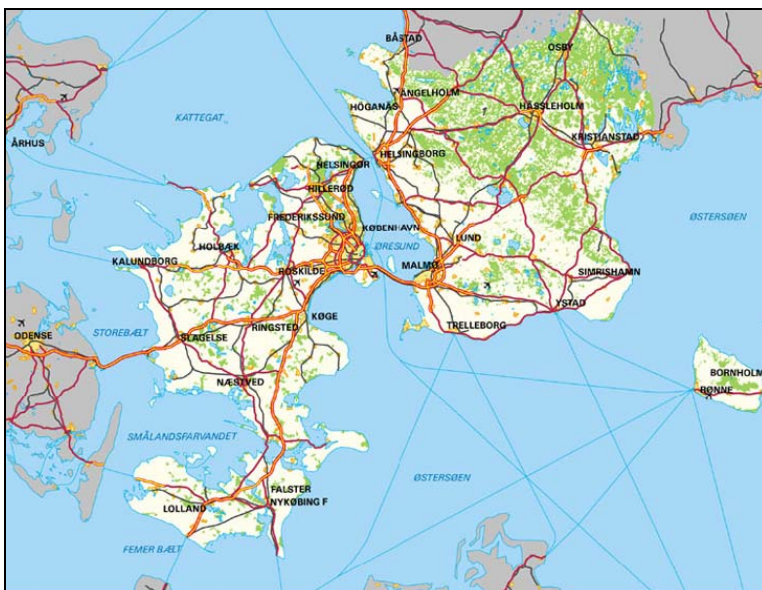 BÅSTAD
OSBY
ÄNGELHOLM
HÖGANÄS
HÄSSLEHOLM
KATTEGAT
KRISTIANSTAD
ÅRHUS
HELSINGBORG
HELSINGØR
HILLERØD
FREDERIKSSUND
ØSTERSØEN
KØBENHAVN
LUND
HOLBÆK
ØRESUND
KALUNDBORG
MALMØ
ROSKILDE
SIMRISHAMN
YSTAD
KØGE
STOREBÆLT
RINGSTED
TRELLEBORG
ODENSE
SLAGELSE
BORNHOLM
NÆSTVED
RØNNE
SMÅLANDSFARVANDET
ØSTERSØEN
FALSTER
LOLLAND
NYKØBING F
FEMER BÆLT